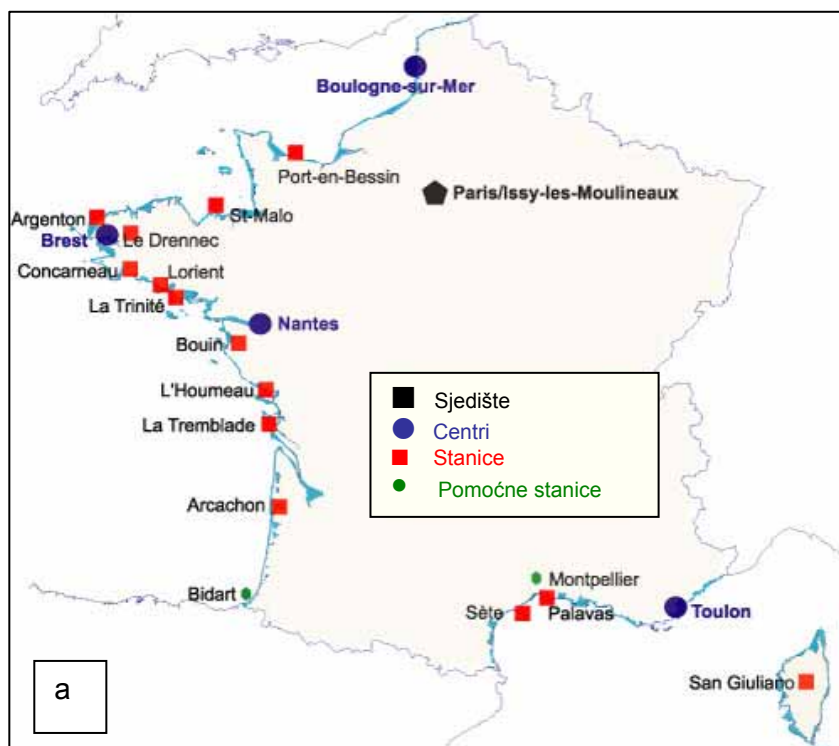 Boulogne-sur-Mer
Port-en-Bessin
Paris/Issy-les-Moulineaux
St-Malo
Argenton
Brest
Le Drennec
Concarneau
Lorient
La Trinité
Nantes
Bouin
L'Houmeau
La Tremblade
Sjedište
Centri
Stanice
Pomoćne stanice
Arcachon
Bidart
Montpellier
Sète
Palavas
Toulon
San Giuliano
a